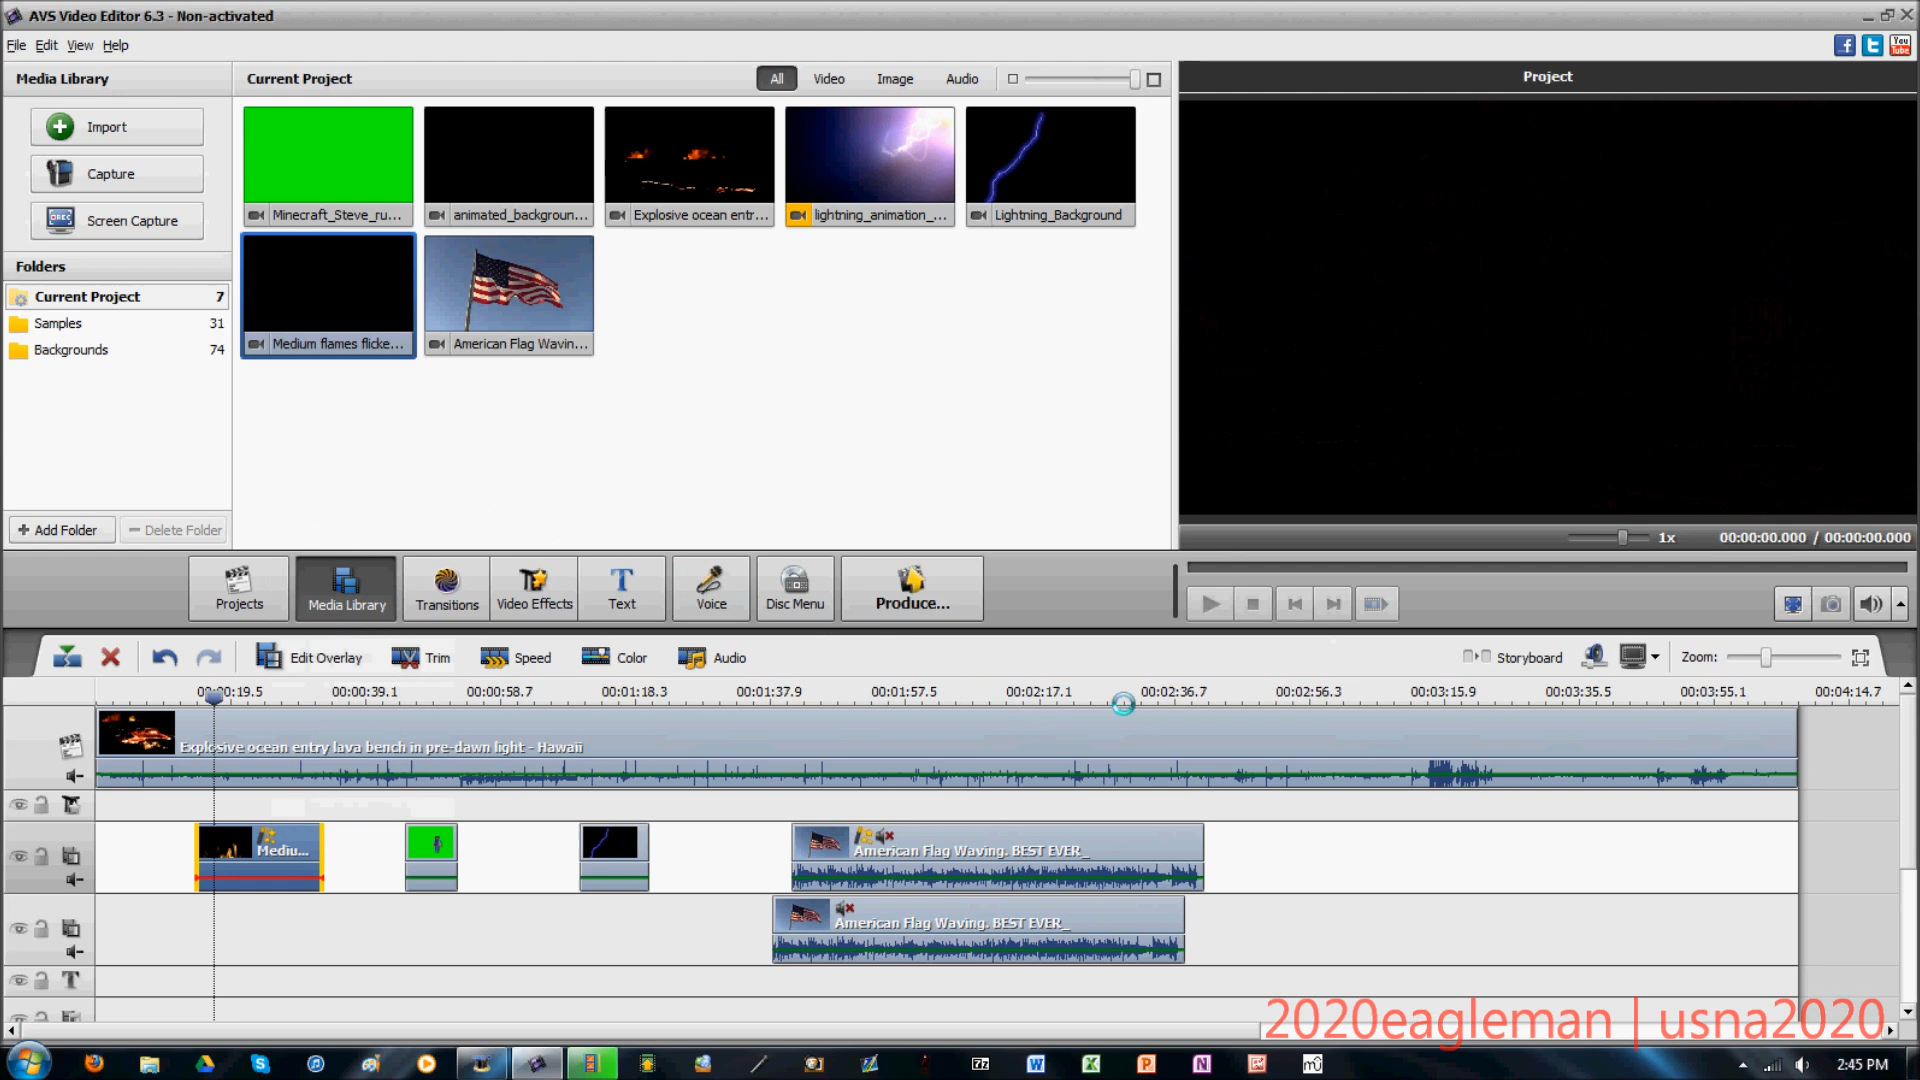 AVS Video Editor 6.3 - Non-activated
File Edit View Help
You Tube
Media Library
Current Project
All Video Image Audio
Project
Import
Capture
Screen Capture
Minecraft_Steve_ru...
animated_backgroun...
Explosive ocean entr...
lightning_animation_...
Lightning_Background
Folders
Current Project 7
Samples 31
Backgrounds 74
Medium flames flicke...
American Flag Wavin...
Add Folder
Delete Folder
1x
00:00:00.000 / 00:00:00.000
Projects
Media Library
Transitions
Video Effects
Text
Voice
Disc Menu
Produce...
Edit Overlay
Trim
Speed
Color
Audio
Storyboard
Zoom:
00:00:19.5 00:00:39.1 00:00:58.7 00:01:18.3 00:01:37.9 00:01:57.5 00:02:17.1 00:02:36.7 00:02:56.3 00:03:15.9 00:03:35.5 00:03:55.1 00:04:14.7
Explosive ocean entry lava bench in pre-dawn light - Hawaii
Mediu...
American Flag Waving. BEST EVER_
American Flag Waving. BEST EVER_
2020eagleman | usna2020
2:45 PM